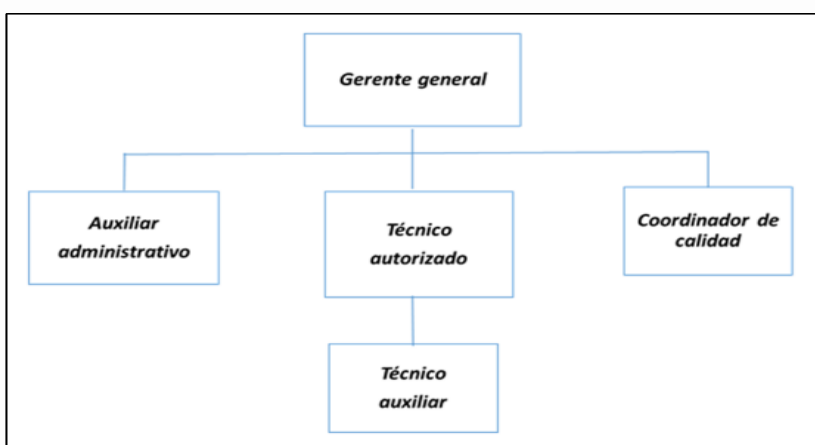 Gerente general
Auxiliar
administrativo
Técnico
autorizado
Coordinador de
calidad
Técnico
auxiliar